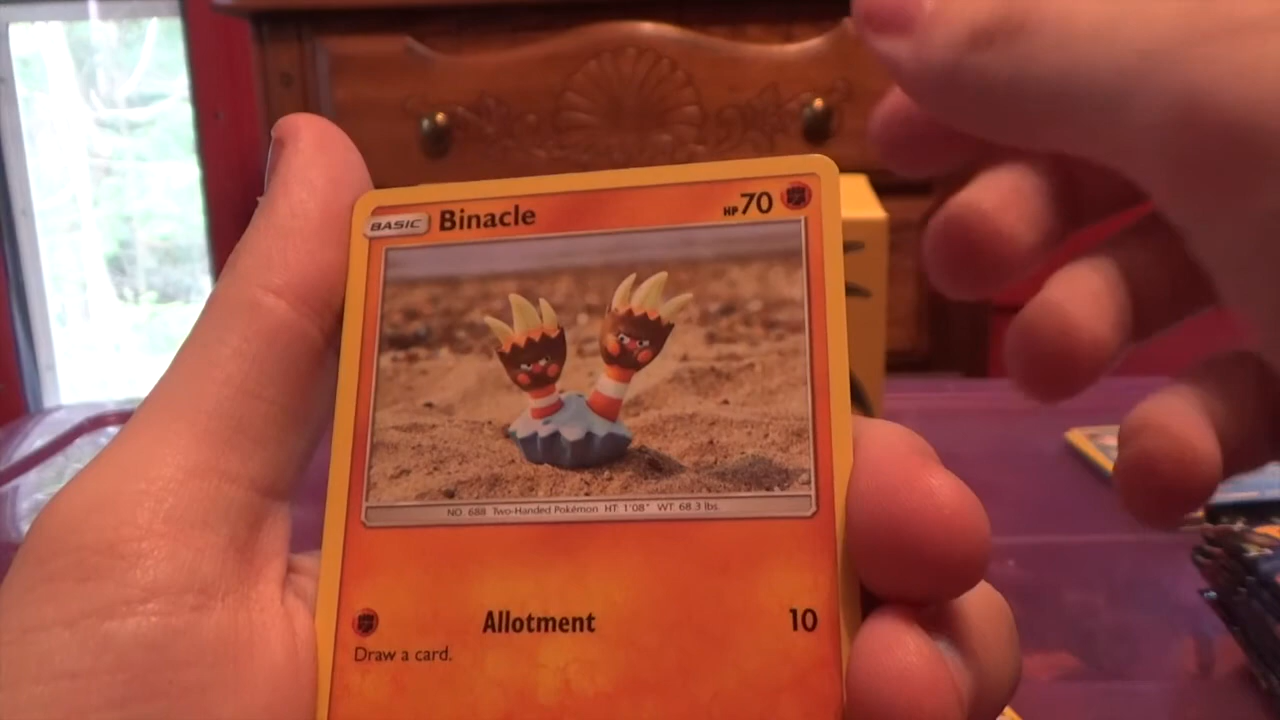 BASIC Binacle HP 70
NO. 688 Two-Handed Pokémon HT: 1'08" WT: 68.3 lbs.
Allotment 10
Draw a card.